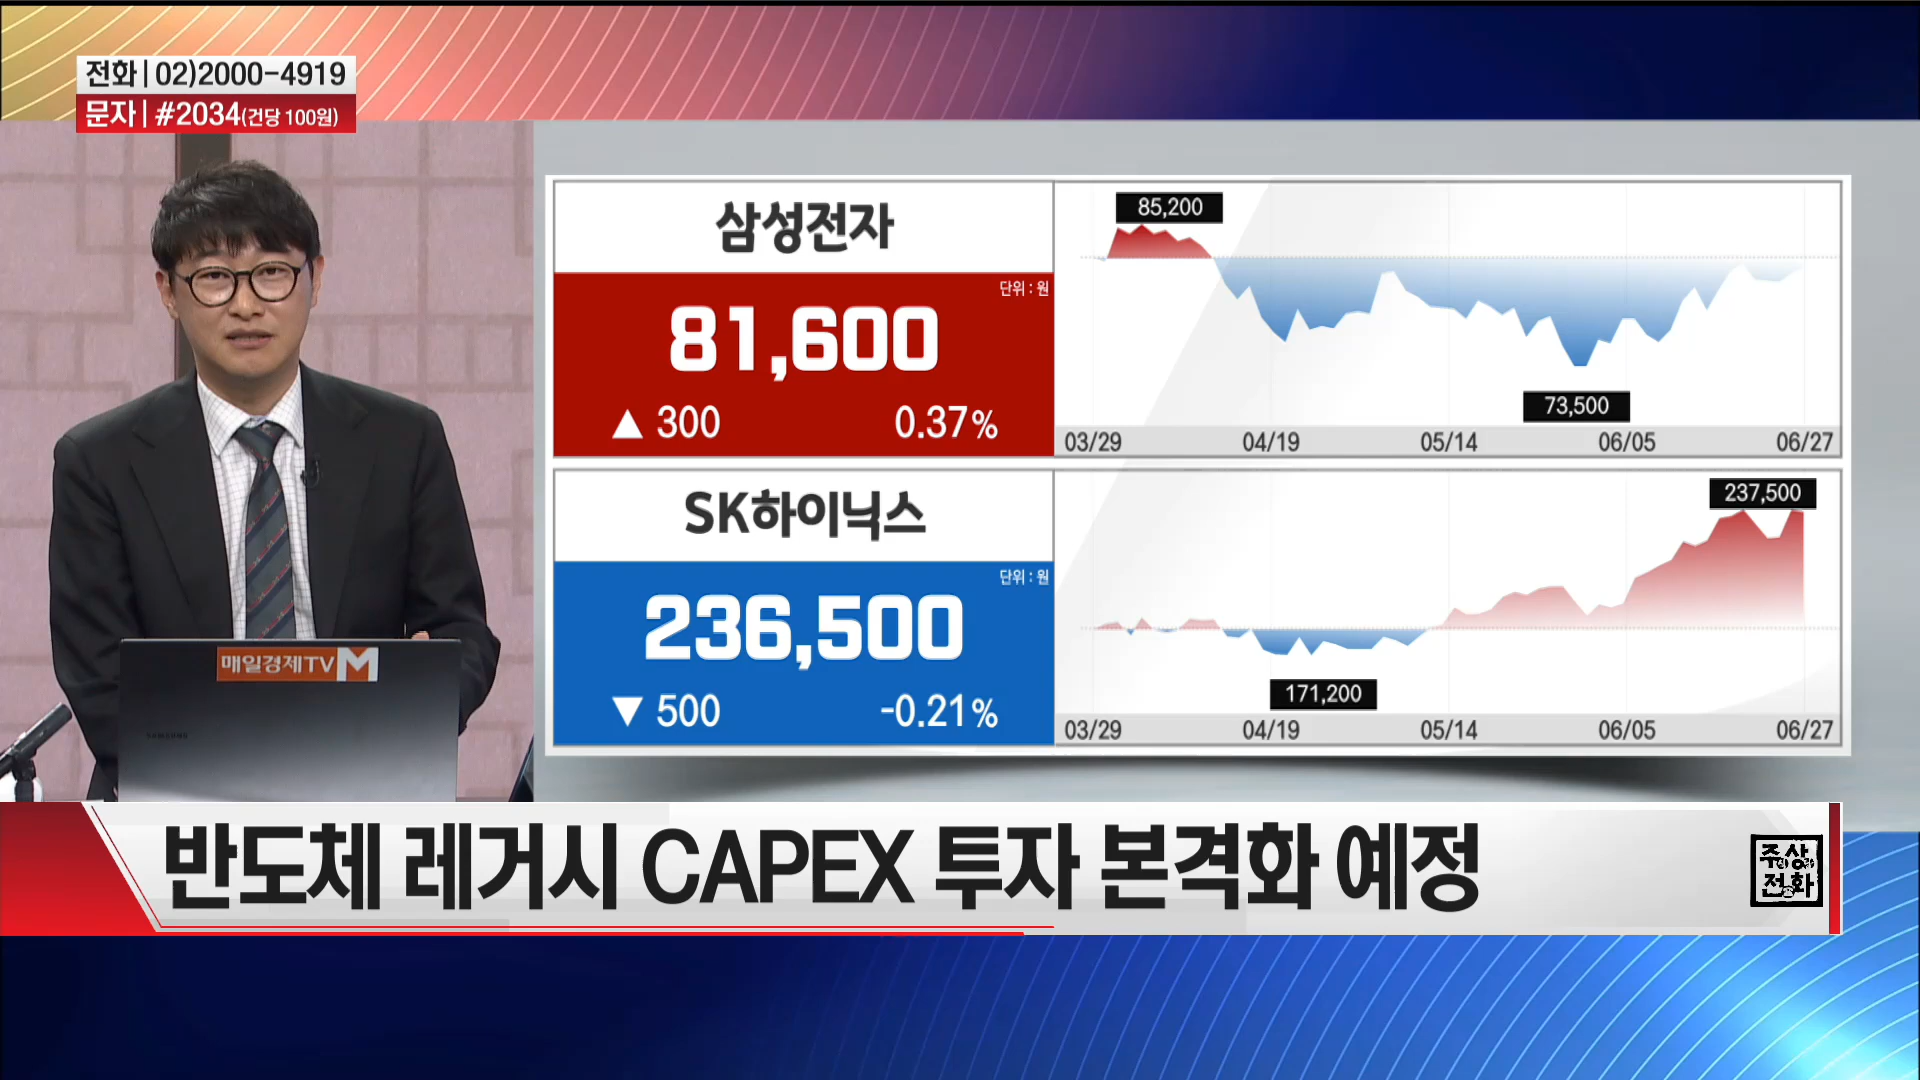 전화 | 02)2000-4919
문자 | #2034(건당 100원)
삼성전자
단위 : 원
81,600
▲ 300 0.37%
85,200
73,500
03/29 04/19 05/14 06/05 06/27
SK하이닉스
단위 : 원
236,500
▼ 500 -0.21%
237,500
171,200
03/29 04/19 05/14 06/05 06/27
매일경제TV M
SAMSUNG
반도체 레거시 CAPEX 투자 본격화 예정
주상
전화